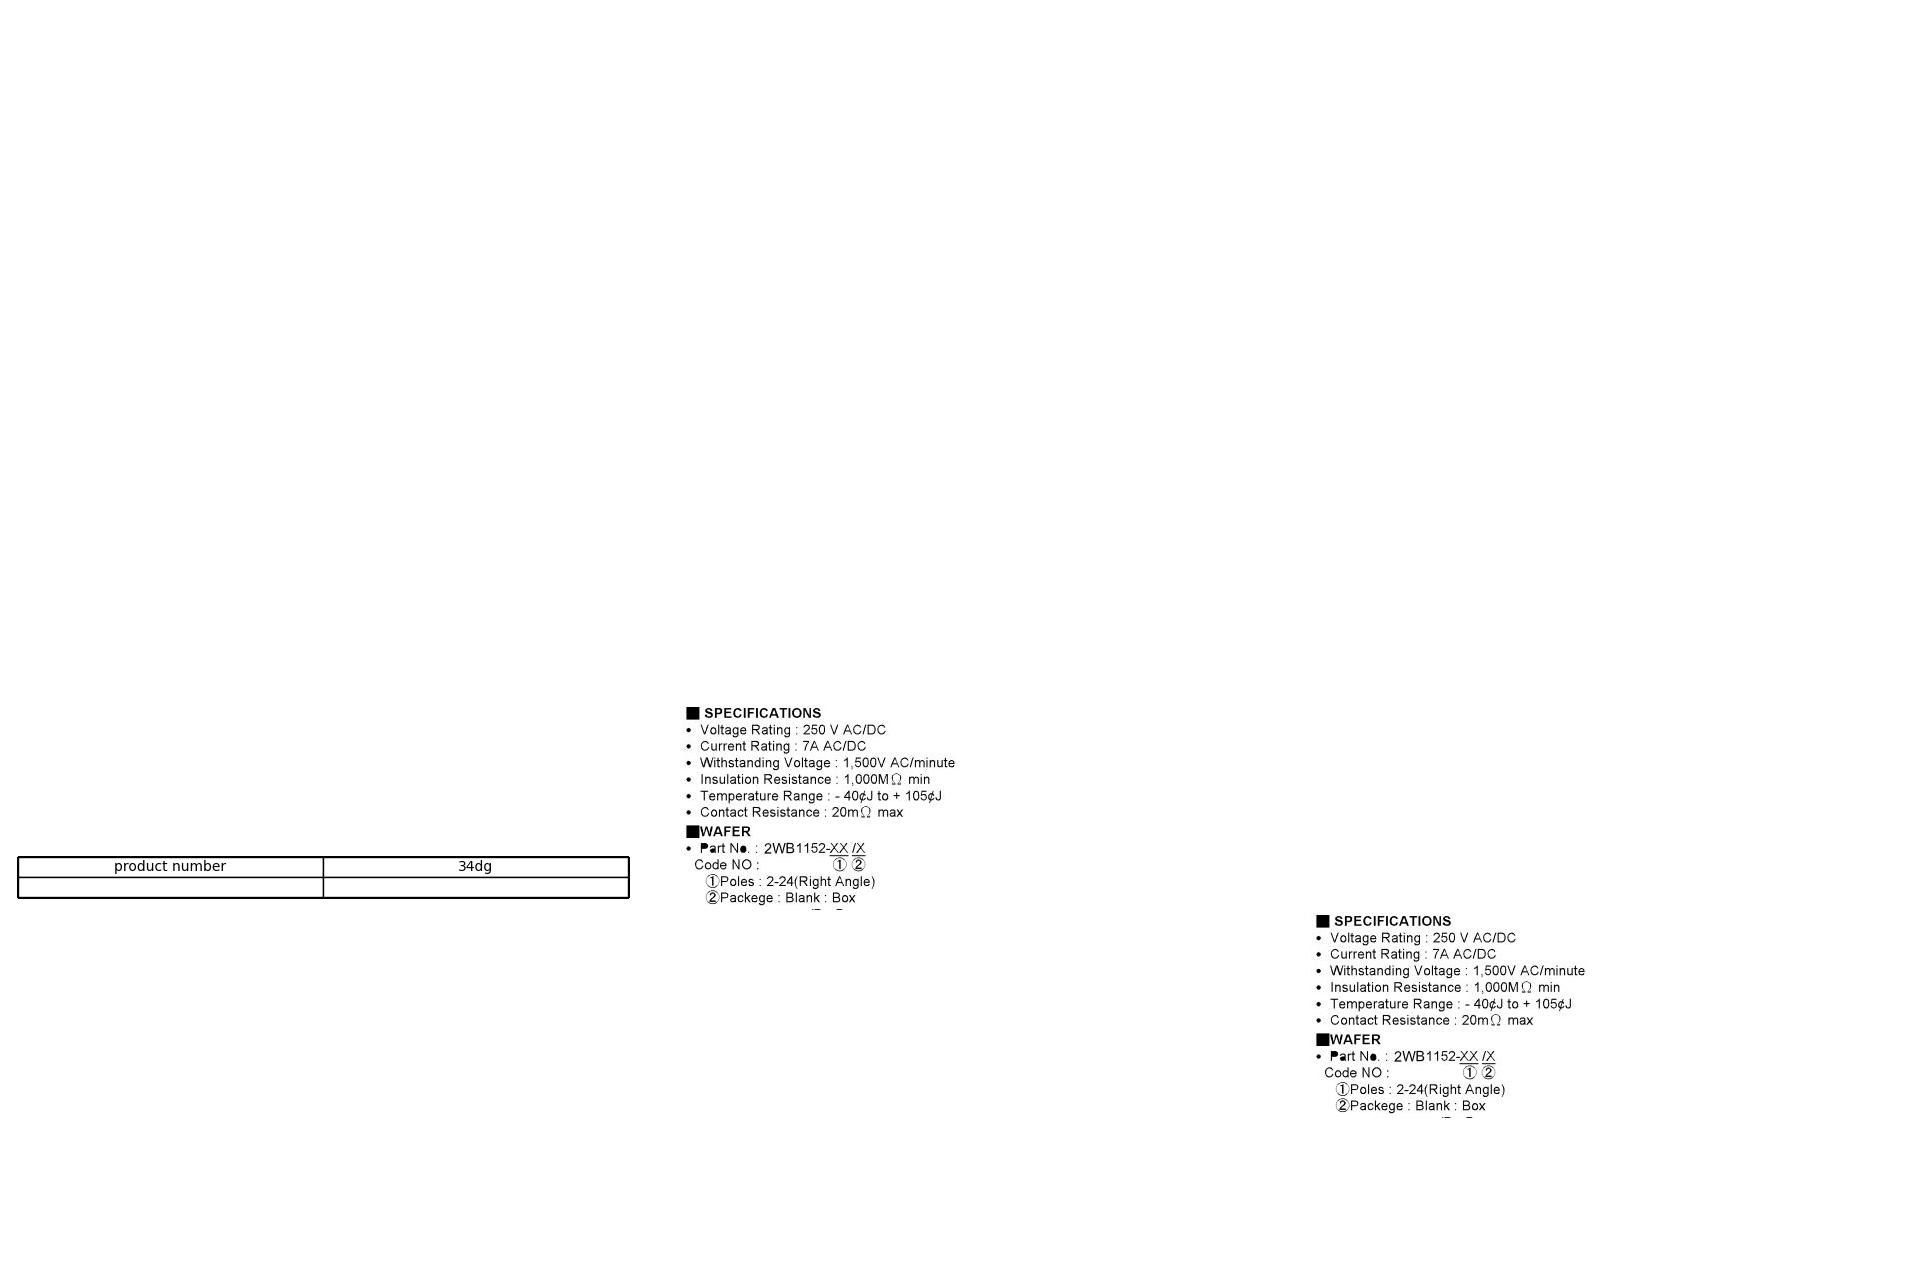 product number 34dg
■ SPECIFICATIONS
• Voltage Rating : 250 V AC/DC
• Current Rating : 7A AC/DC
• Withstanding Voltage : 1,500V AC/minute
• Insulation Resistance : 1,000MΩ min
• Temperature Range : - 40¢J to + 105¢J
• Contact Resistance : 20mΩ max
■WAFER
• Part No. : 2WB1152-XX /X
Code NO : ① ②
①Poles : 2-24(Right Angle)
②Packege : Blank : Box
■ SPECIFICATIONS
• Voltage Rating : 250 V AC/DC
• Current Rating : 7A AC/DC
• Withstanding Voltage : 1,500V AC/minute
• Insulation Resistance : 1,000MΩ min
• Temperature Range : - 40¢J to + 105¢J
• Contact Resistance : 20mΩ max
■WAFER
• Part No. : 2WB1152-XX /X
Code NO : ① ②
①Poles : 2-24(Right Angle)
②Packege : Blank : Box